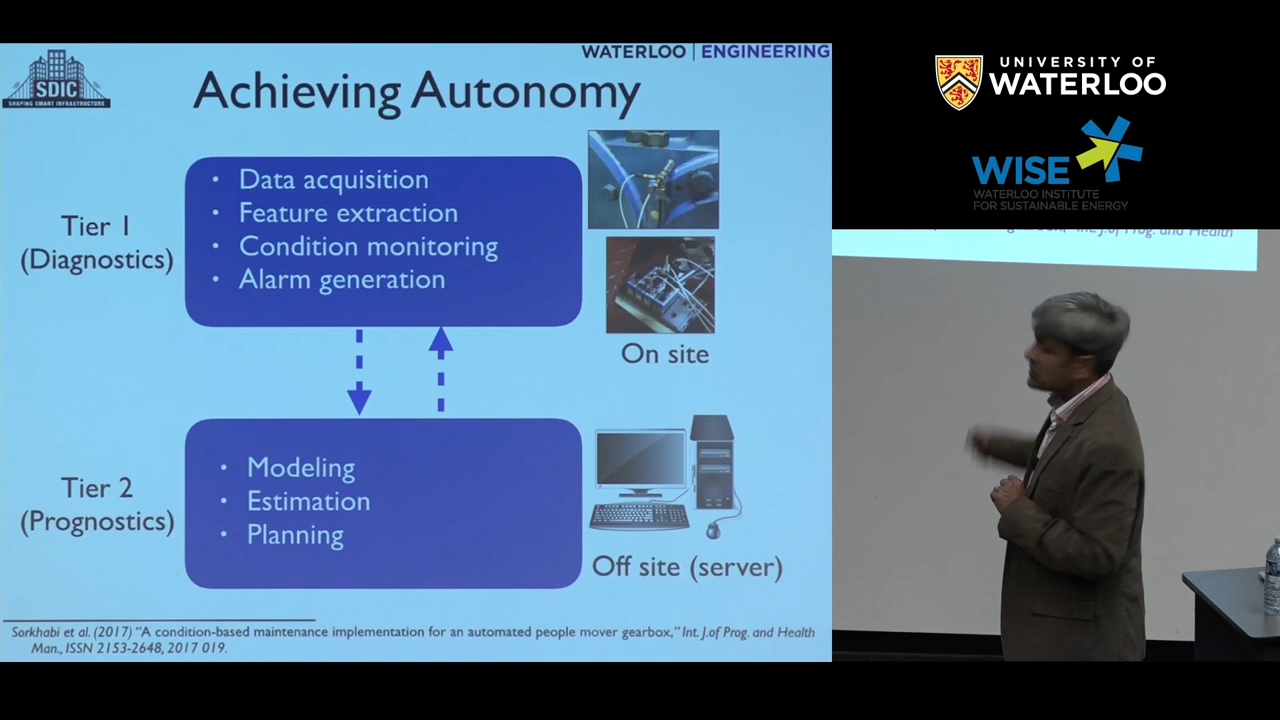 SDIC
SHAPING SMART INFRASTRUCTURE
WATERLOO | ENGINEERING
Achieving Autonomy
Tier 1
(Diagnostics)
• Data acquisition
• Feature extraction
• Condition monitoring
• Alarm generation
On site
Tier 2
(Prognostics)
• Modeling
• Estimation
• Planning
Off site (server)
Sorkhabi et al. (2017) “A condition-based maintenance implementation for an automated people mover gearbox,” Int. J.of Prog. and Health
Man., ISSN 2153-2648, 2017 019.
UNIVERSITY OF
WATERLOO
WISE
WATERLOO INSTITUTE
FOR SUSTAINABLE ENERGY
Int. J.of Prog. and Health